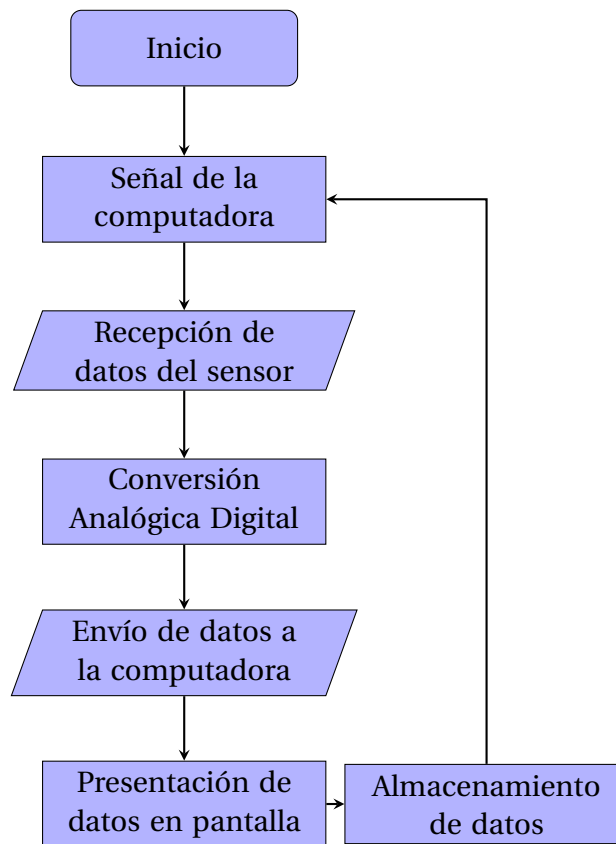 Inicio
Señal de la
computadora
Recepción de
datos del sensor
Conversión
Analógica Digital
Envío de datos a
la computadora
Presentación de
datos en pantalla
Almacenamiento
de datos